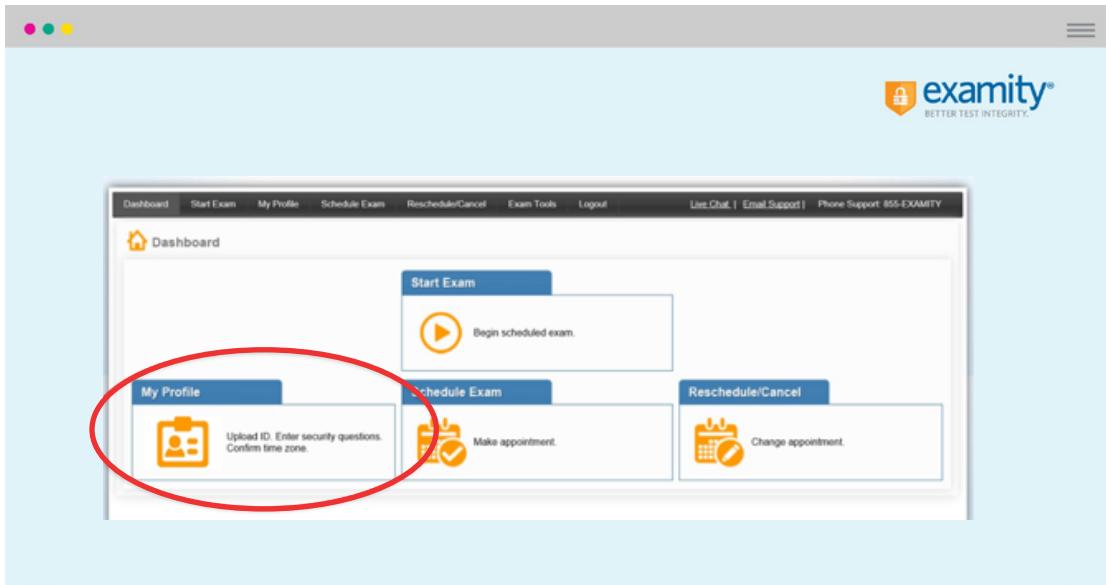 examity®
BETTER TEST INTEGRITY.
Dashboard Start Exam My Profile Schedule Exam Reschedule/Cancel Exam Tools Logout Live Chat | Email Support | Phone Support 855-EXAMITY
Dashboard
Start Exam
Begin scheduled exam.
My Profile
Upload ID. Enter security questions.
Confirm time zone.
Schedule Exam
Make appointment.
Reschedule/Cancel
Change appointment.